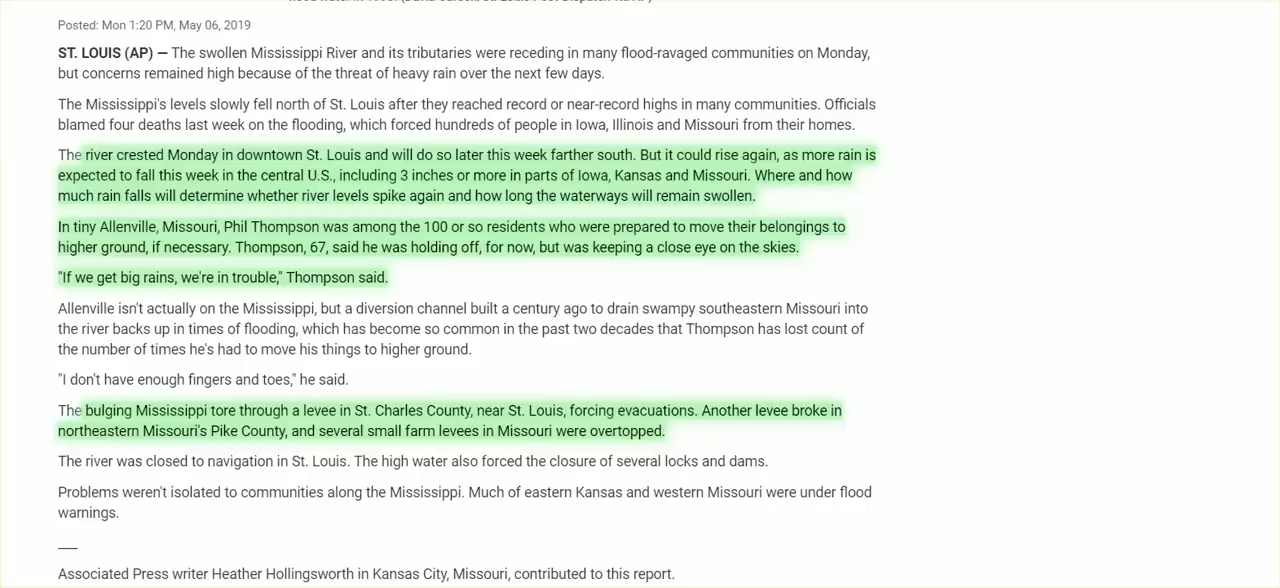 Posted: Mon 1:20 PM, May 06, 2019
ST. LOUIS (AP) — The swollen Mississippi River and its tributaries were receding in many flood-ravaged communities on Monday,
but concerns remained high because of the threat of heavy rain over the next few days.
The Mississippi's levels slowly fell north of St. Louis after they reached record or near-record highs in many communities. Officials
blamed four deaths last week on the flooding, which forced hundreds of people in Iowa, Illinois and Missouri from their homes.
The river crested Monday in downtown St. Louis and will do so later this week farther south. But it could rise again, as more rain is
expected to fall this week in the central U.S., including 3 inches or more in parts of Iowa, Kansas and Missouri. Where and how
much rain falls will determine whether river levels spike again and how long the waterways will remain swollen.
In tiny Allenville, Missouri, Phil Thompson was among the 100 or so residents who were prepared to move their belongings to
higher ground, if necessary. Thompson, 67, said he was holding off, for now, but was keeping a close eye on the skies.
"If we get big rains, we're in trouble," Thompson said.
Allenville isn't actually on the Mississippi, but a diversion channel built a century ago to drain swampy southeastern Missouri into
the river backs up in times of flooding, which has become so common in the past two decades that Thompson has lost count of
the number of times he's had to move his things to higher ground.
"I don't have enough fingers and toes," he said.
The bulging Mississippi tore through a levee in St. Charles County, near St. Louis, forcing evacuations. Another levee broke in
northeastern Missouri's Pike County, and several small farm levees in Missouri were overtopped.
The river was closed to navigation in St. Louis. The high water also forced the closure of several locks and dams.
Problems weren't isolated to communities along the Mississippi. Much of eastern Kansas and western Missouri were under flood
warnings.
___
Associated Press writer Heather Hollingsworth in Kansas City, Missouri, contributed to this report.